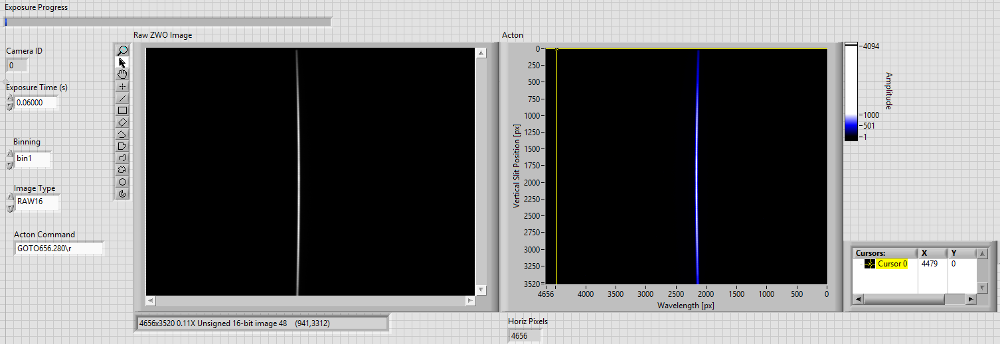 Exposure Progress
Raw ZWO Image
Acton
Camera ID
0
Exposure Time (s)
0.06000
Binning
bin1
Image Type
RAW16
Acton Command
GOTO656.280\r
4656x3520 0.11X Unsigned 16-bit image 48 (941,3312)
Vertical Slit Position [px]
0
250
500
750
1000
1250
1500
1750
2000
2250
2500
2750
3000
3250
3520
4656 4000 3500 3000 2500 2000 1500 1000 500 0
Wavelength [px]
4094
1000
501
1
Amplitude
Cursors: X Y
Cursor 0 4479 0
Horiz Pixels
4656